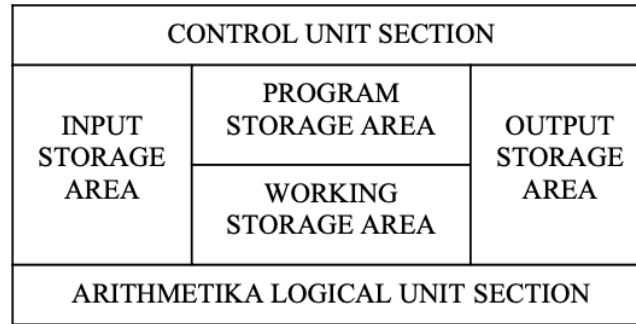 CONTROL UNIT SECTION
INPUT
STORAGE
AREA
PROGRAM
STORAGE AREA
WORKING
STORAGE AREA
OUTPUT
STORAGE
AREA
ARITHMETIKA LOGICAL UNIT SECTION